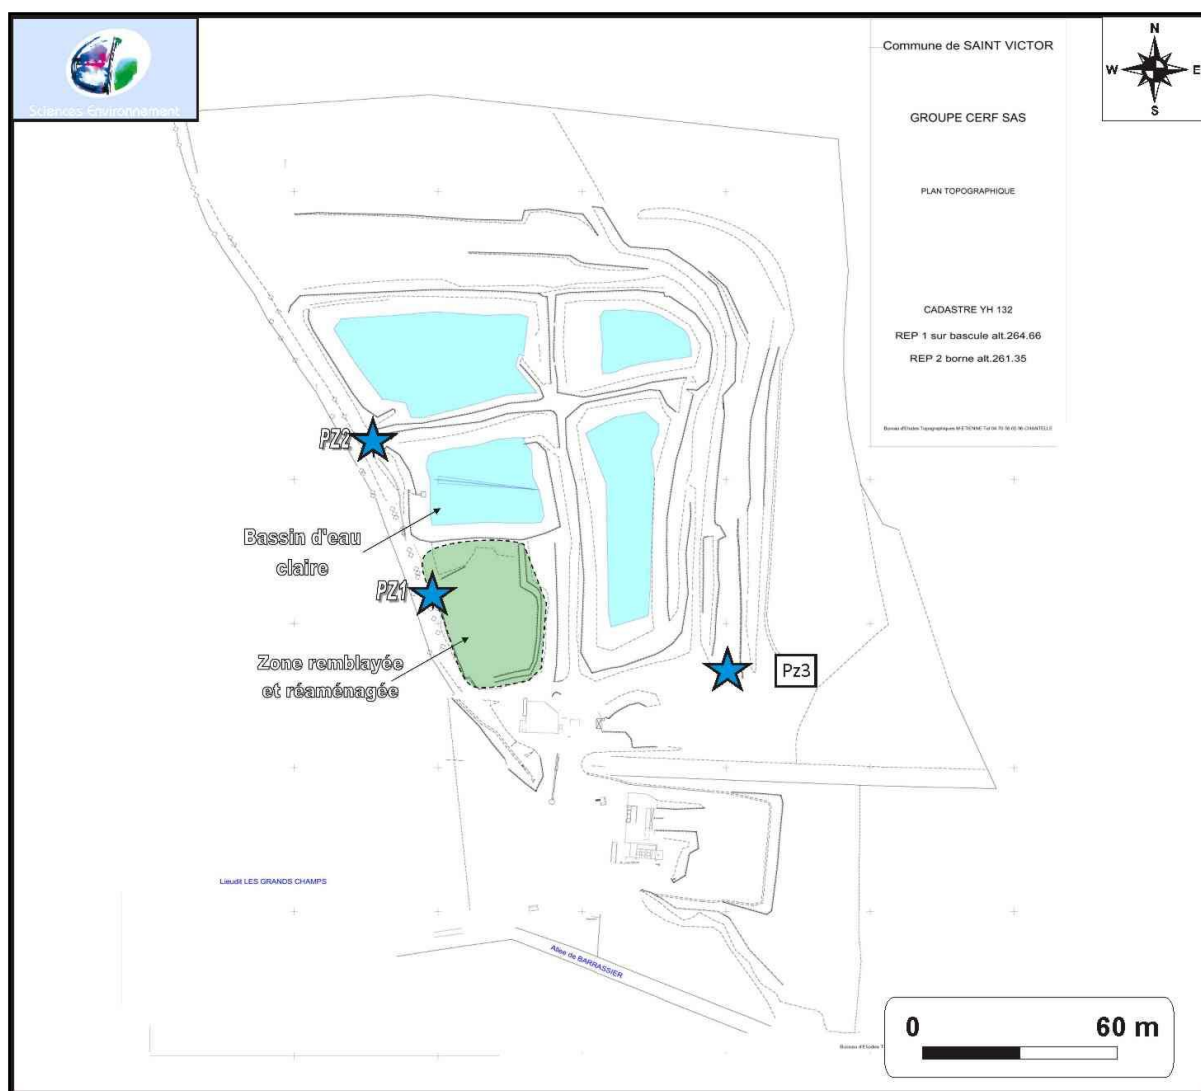 Sciences Environnement
Commune de SAINT VICTOR
GROUPE CERF SAS
PLAN TOPOGRAPHIQUE
CADASTRE YH 132
REP 1 sur bascule alt.264.66
REP 2 borne alt.261.35
N
W
E
S
PZ2
Bassin d'eau
claire
PZ1
Zone remblayée
et réaménagée
Pz3
Lieudit LES GRANDS CHAMPS
Allée de BARRASSIER
0
60 m